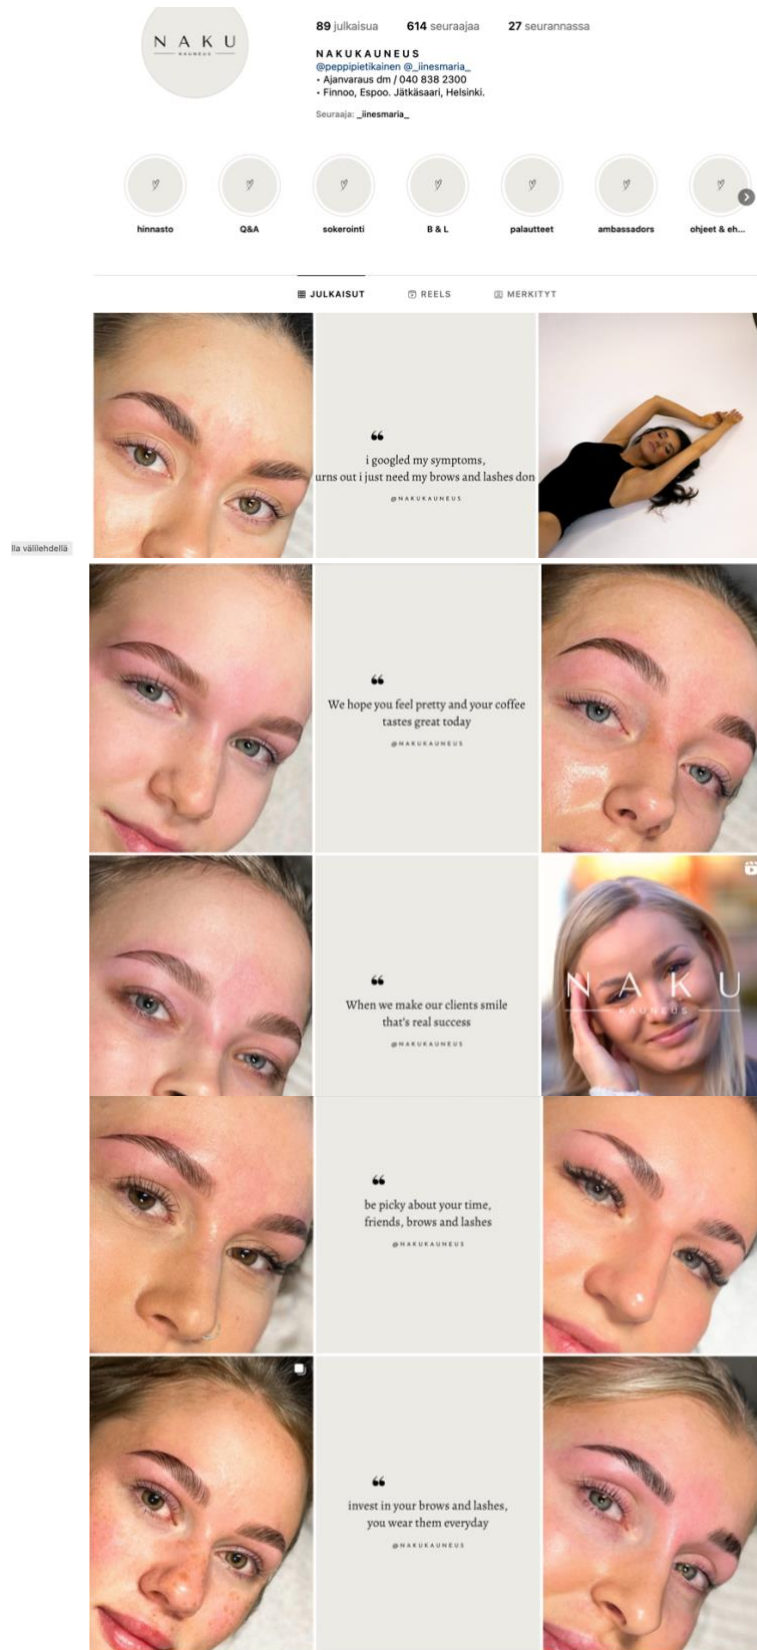 N A K U
KAUNEUS
89 julkaisua 614 seuraajaa 27 seurannassa
N A K U K A U N E U S
@peppipietikainen @_iinesmaria_
• Ajanvaraus dm / 040 838 2300
• Finnoo, Espoo. Jätkäsaari, Helsinki.
Seuraaja: _iinesmaria_
hinnasto Q&A sokerointi B & L palautteet ambassadors ohjeet & eh...
JULKAISUT REELS MERKITYT
❝
i googled my symptoms,
urns out i just need my brows and lashes don
@NAKUKAUNEUS
lla välilehdellä
❝
We hope you feel pretty and your coffee
tastes great today
@NAKUKAUNEUS
❝
When we make our clients smile
that's real success
@NAKUKAUNEUS
N A K U
KAUNEUS
❝
be picky about your time,
friends, brows and lashes
@NAKUKAUNEUS
❝
invest in your brows and lashes,
you wear them everyday
@NAKUKAUNEUS